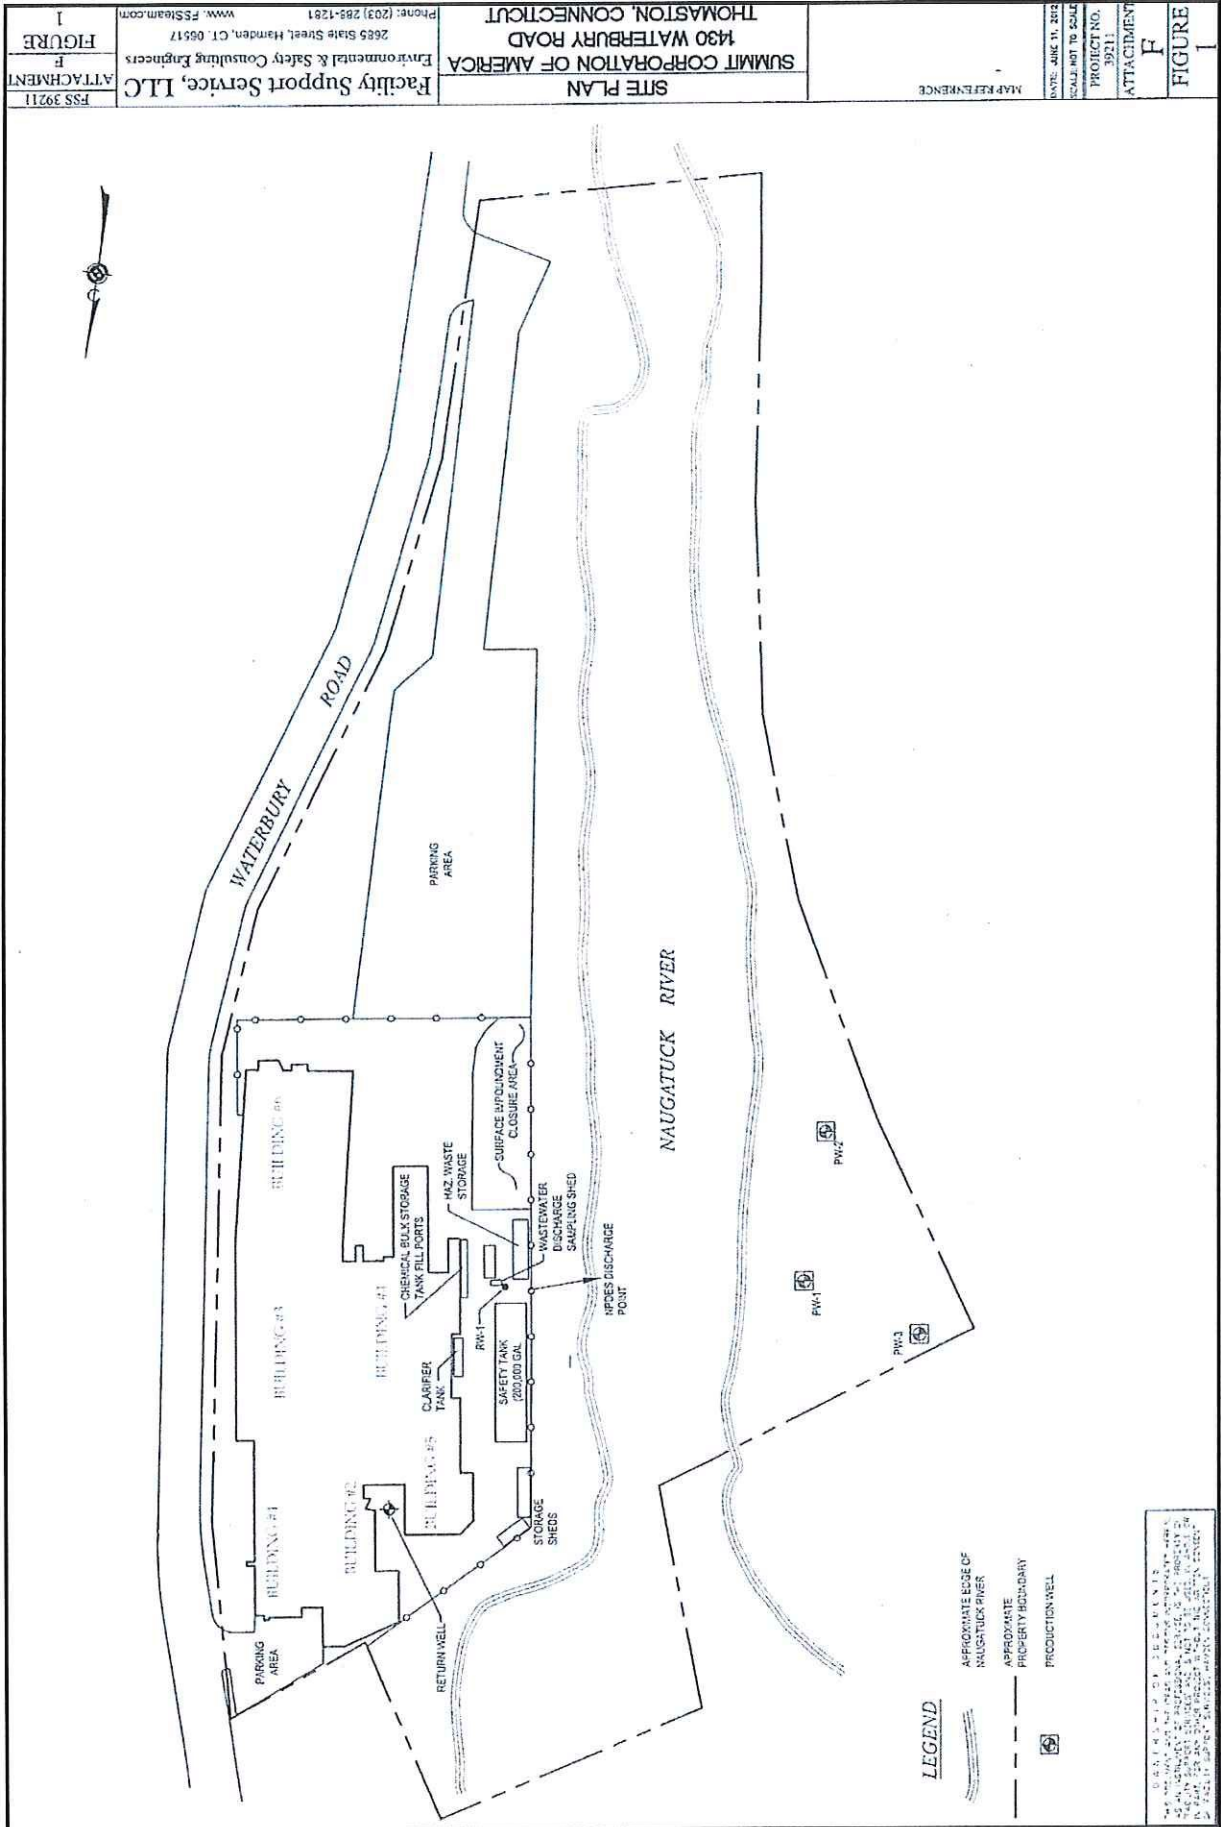 FSS 39211
ATTACHMENT
F
FIGURE
1
Facility Support Service, LLC
Environmental & Safety Consulting Engineers
2685 State Street, Hamden, CT. 06517
Phone: (203) 288-1281
www.FSSteam.com
SITE PLAN
SUMMIT CORPORATION OF AMERICA
1430 WATERBURY ROAD
THOMASTON, CONNECTICUT
MAP REFERENCE
DATE: JUNE 11, 2012
SCALE: NOT TO SCALE
PROJECT NO.
39211
ATTACHMENT
F
FIGURE
1
WATERBURY
ROAD
PARKING
AREA
BUILDING #6
BUILDING #3
BUILDING #4
BUILDING #1
BUILDING #2
BUILDING #5
CHEMICAL BULK STORAGE
TANK FILL PORTS
HAZ. WASTE
STORAGE
SURFACE IMPOUNDMENT
CLOSURE AREA
WASTEWATER
DISCHARGE
SAMPLING SHED
RW-1
CLARIFIER
TANK
SAFETY TANK
(200,000 GAL
NPDES DISCHARGE
POINT
STORAGE
SHEDS
RETURN WELL
PARKING
AREA
NAUGATUCK RIVER
PW-2
PW-1
PW-3
LEGEND
APPROXIMATE EDGE OF
NAUGATUCK RIVER
APPROXIMATE
PROPERTY BOUNDARY
PRODUCTION WELL
OWNERSHIP OF DOCUMENTS